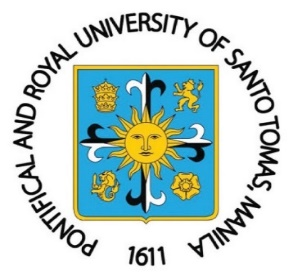 PONTIFICAL AND ROYAL UNIVERSITY OF SANTO TOMAS, MANILA
1611